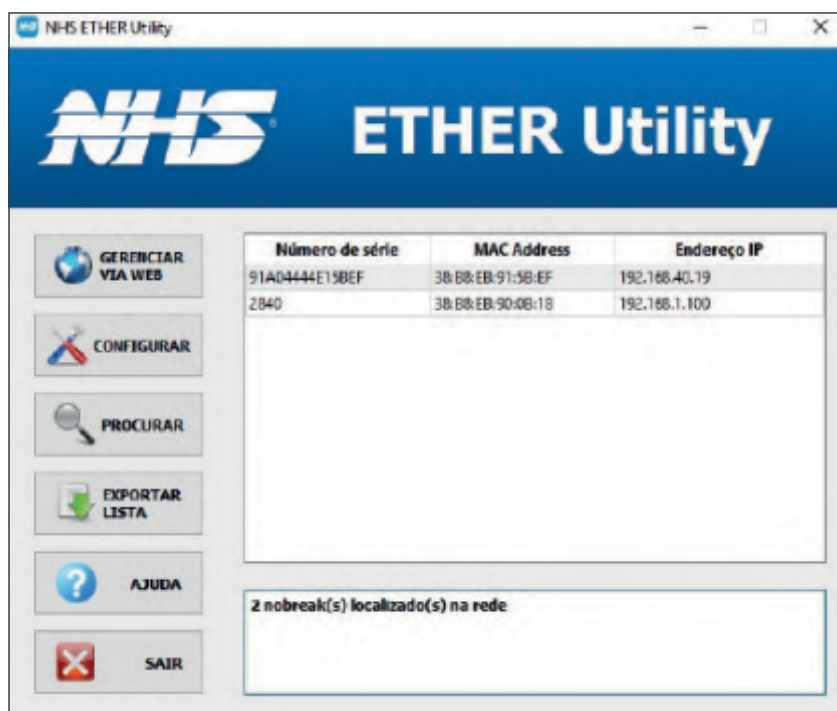 NHS ETHER Utility
NHS
ETHER Utility
GERENCIAR
VIA WEB
CONFIGURAR
PROCURAR
EXPORTAR
LISTA
AJUDA
SAIR
Número de série MAC Address Endereço IP
91A04444E15BEF 38:B8:EB:91:5B:EF 192.168.40.19
2840 38:B8:EB:90:0B:18 192.168.1.100
2 nobreak(s) localizado(s) na rede